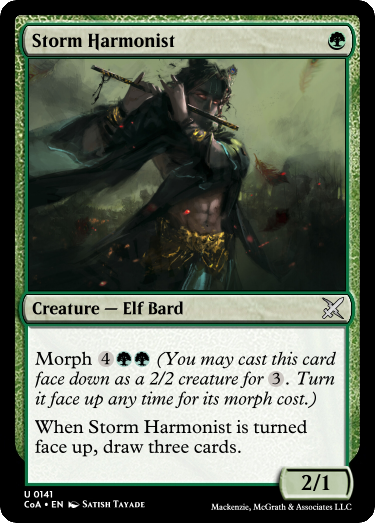 Storm Harmonist
Creature — Elf Bard
Morph 4 (You may cast this card
face down as a 2/2 creature for 3. Turn
it face up any time for its morph cost.)
When Storm Harmonist is turned
face up, draw three cards.
2/1
U 0141
CoA • EN Satish Tayade
Mackenzie, McGrath & Associates LLC